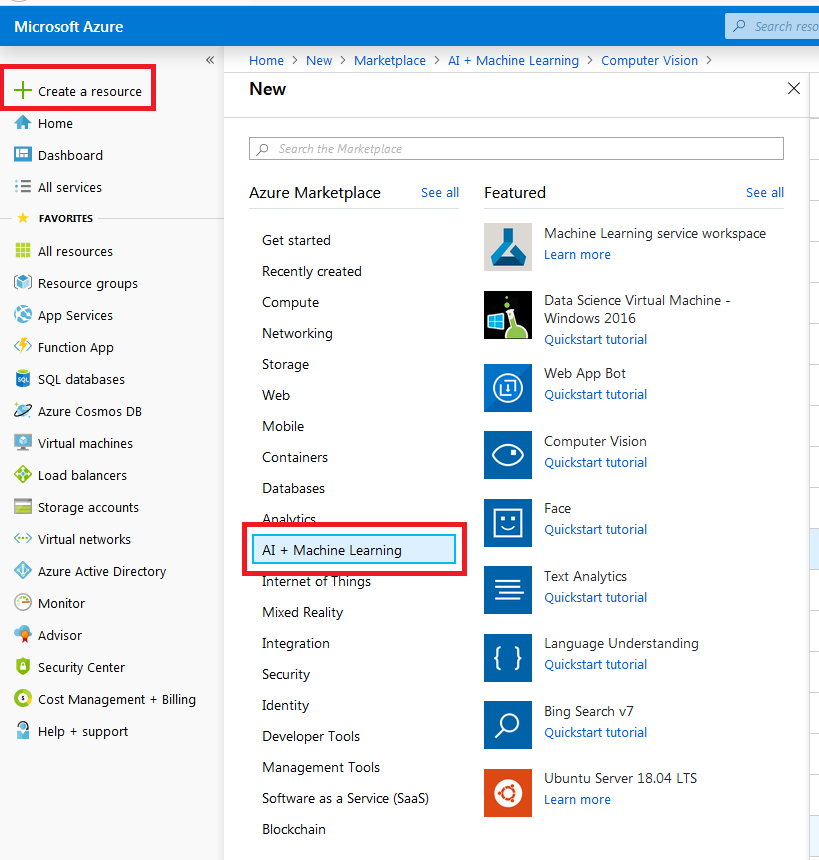 Microsoft Azure
Search reso
«
Home > New > Marketplace > AI + Machine Learning > Computer Vision >
Create a resource
Home
Dashboard
All services
FAVORITES
All resources
Resource groups
App Services
Function App
SQL databases
Azure Cosmos DB
Virtual machines
Load balancers
Storage accounts
Virtual networks
Azure Active Directory
Monitor
Advisor
Security Center
Cost Management + Billing
Help + support
New
Search the Marketplace
Azure Marketplace See all
Get started
Recently created
Compute
Networking
Storage
Web
Mobile
Containers
Databases
Analytics
AI + Machine Learning
Internet of Things
Mixed Reality
Integration
Security
Identity
Developer Tools
Management Tools
Software as a Service (SaaS)
Blockchain
Featured See all
Machine Learning service workspace
Learn more
Data Science Virtual Machine -
Windows 2016
Quickstart tutorial
Web App Bot
Quickstart tutorial
Computer Vision
Quickstart tutorial
Face
Quickstart tutorial
Text Analytics
Quickstart tutorial
Language Understanding
Quickstart tutorial
Bing Search v7
Quickstart tutorial
Ubuntu Server 18.04 LTS
Learn more